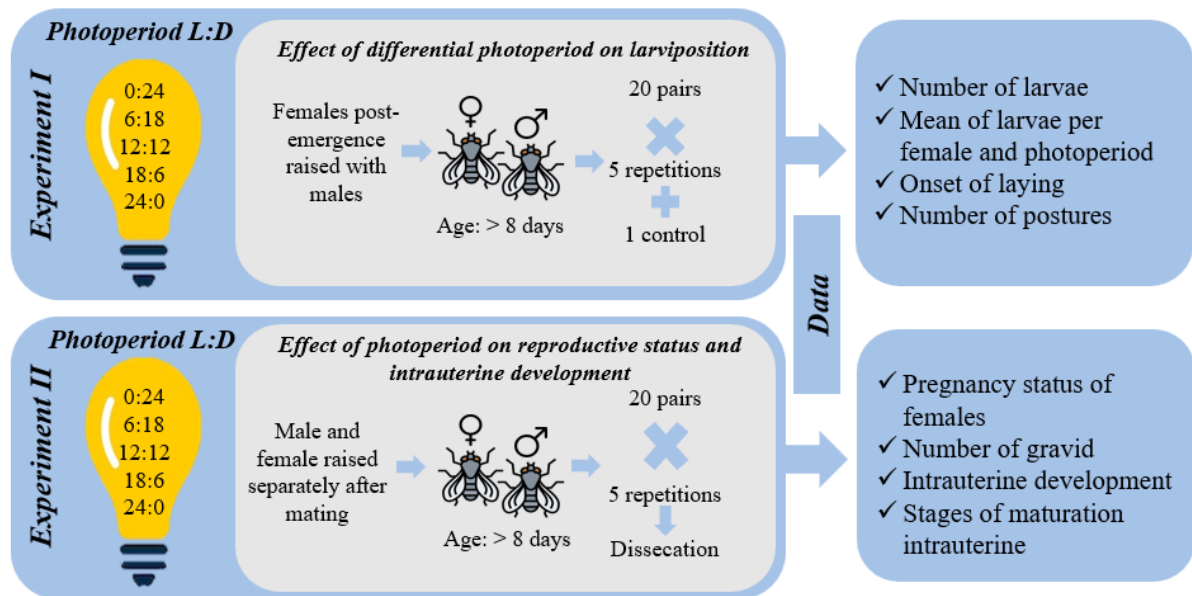 Photoperiod L:D
Experiment I
0:24
6:18
12:12
18:6
24:0
Effect of differential photoperiod on larviposition
Females post-
emergence
raised with
males
♀
♂
Age: > 8 days
20 pairs
5 repetitions
1 control
Number of larvae
Mean of larvae per
female and photoperiod
Onset of laying
Number of postures
Data
Photoperiod L:D
Experiment II
0:24
6:18
12:12
18:6
24:0
Effect of photoperiod on reproductive status and
intrauterine development
Male and
female raised
separately after
mating
♀
♂
Age: > 8 days
20 pairs
5 repetitions
Dissecation
Pregnancy status of
females
Number of gravid
Intrauterine development
Stages of maturation
intrauterine